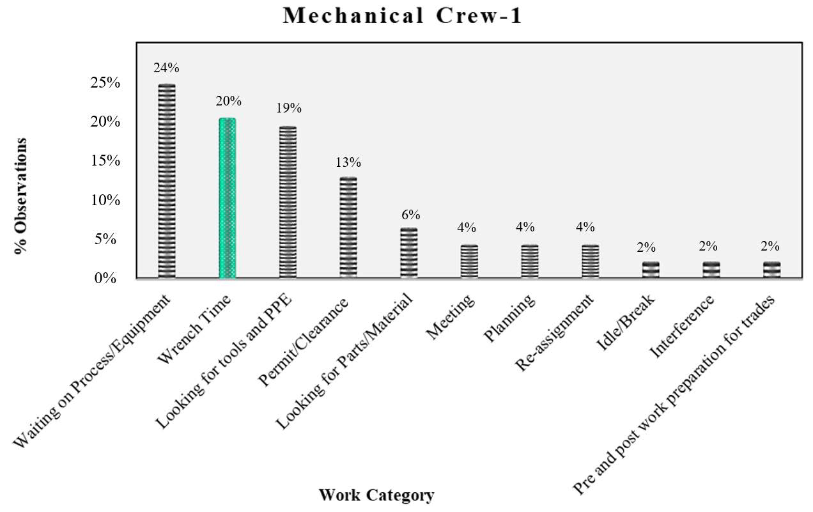 Mechanical Crew-1
% Observations
25%
20%
15%
10%
5%
0%
24%
20%
19%
13%
6%
4%
4%
4%
2%
2%
2%
Waiting on Process/Equipment
Wrench Time
Looking for tools and PPE
Permit/Clearance
Looking for Parts/Material
Meeting
Planning
Re-assignment
Idle/Break
Interference
Pre and post work preparation for trades
Work Category